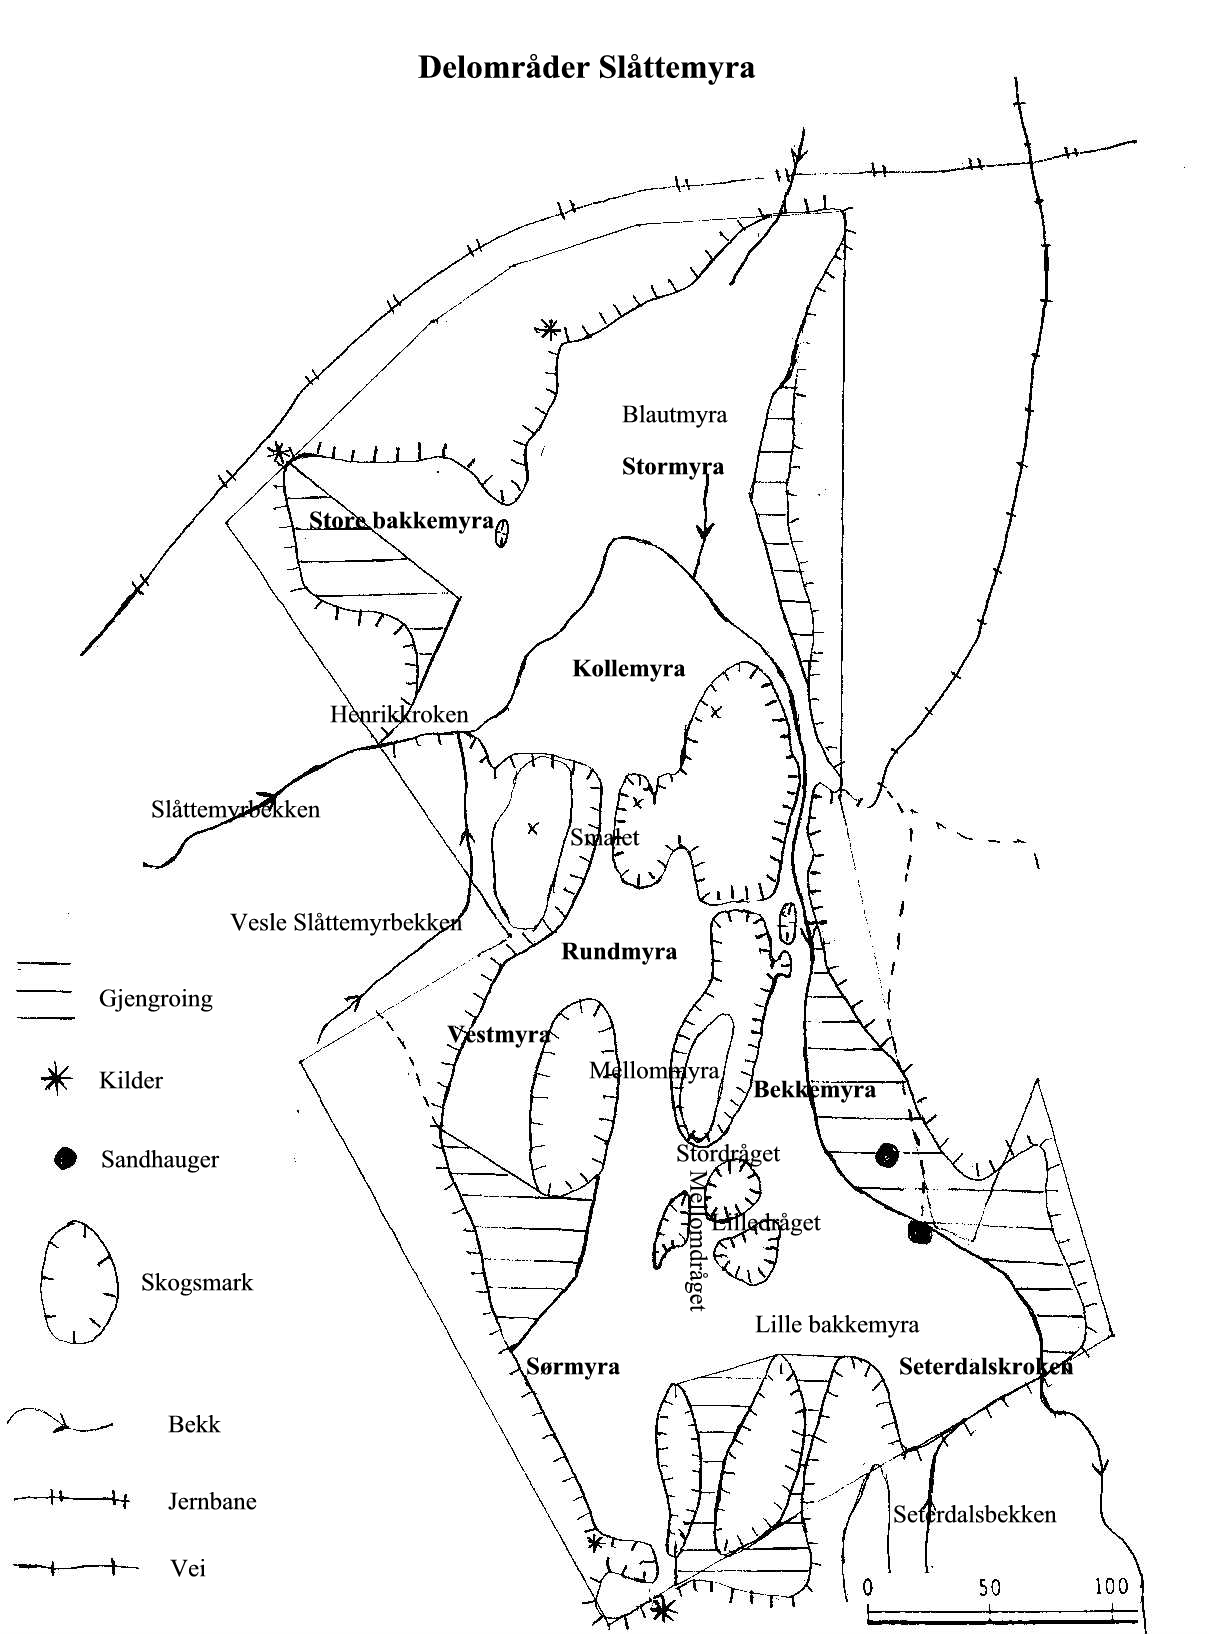 Delområder Slåttemyra
Blautmyra
Stormyra
Store bakkemyra
Kollemyra
Henrikkroken
Slåttemyrbekken
Smalet
Vesle Slåttemyrbekken
Rundmyra
Gjengroing
Vestmyra
Mellommyra
Kilder
Bekkemyra
Stordråget
Sandhauger
Mellomdråget
Lilledråget
Skogsmark
Lille bakkemyra
Sørmyra
Seterdalskroken
Bekk
Jernbane
Seterdalsbekken
Vei
0 50 100